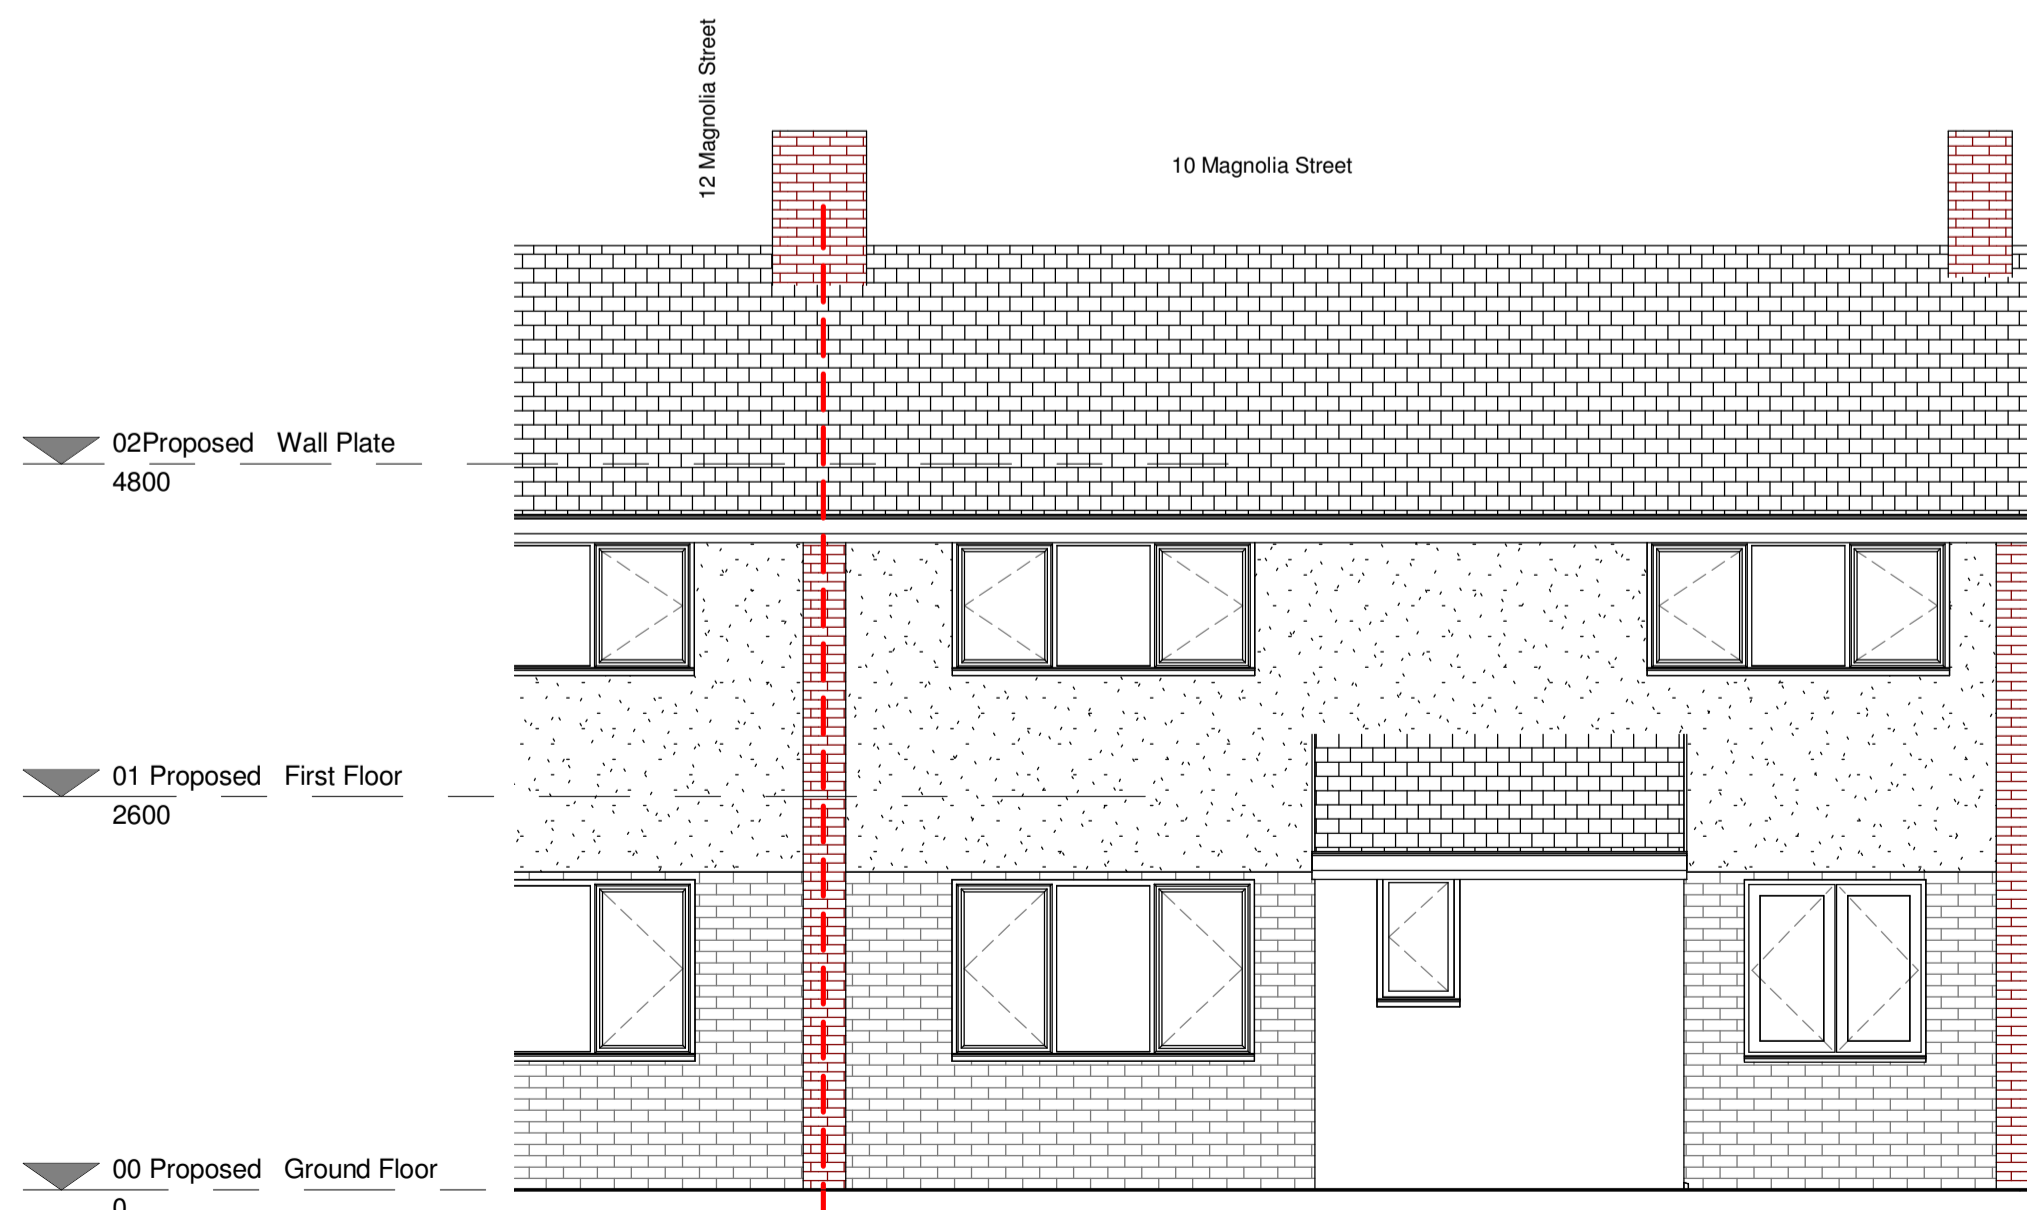 12 Magnolia Street
10 Magnolia Street
02Proposed Wall Plate
4800
01 Proposed First Floor
2600
00 Proposed Ground Floor
0